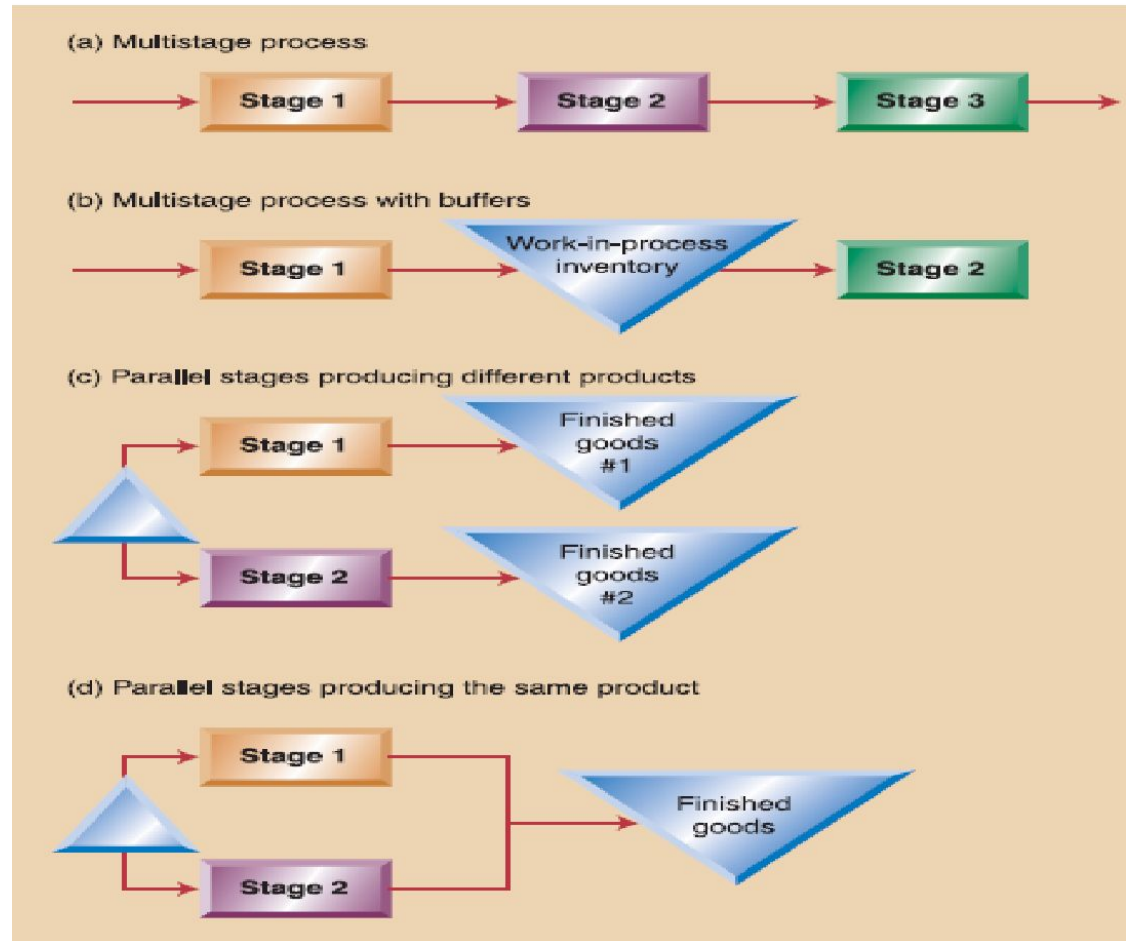 (a) Multistage process
Stage 1
Stage 2
Stage 3
(b) Multistage process with buffers
Stage 1
Work-in-process
inventory
Stage 2
(c) Parallel stages producing different products
Stage 1
Finished
goods
#1
Stage 2
Finished
goods
#2
(d) Parallel stages producing the same product
Stage 1
Finished
goods
Stage 2